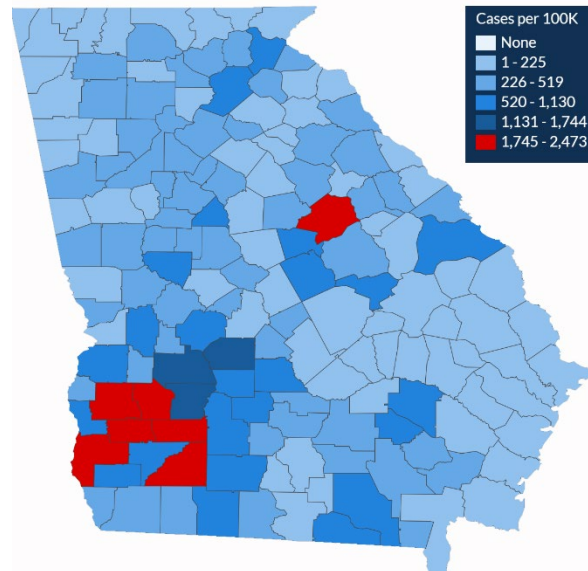 Cases per 100K
None
1 - 225
226 - 519
520 - 1,130
1,131 - 1,744
1,745 - 2,473